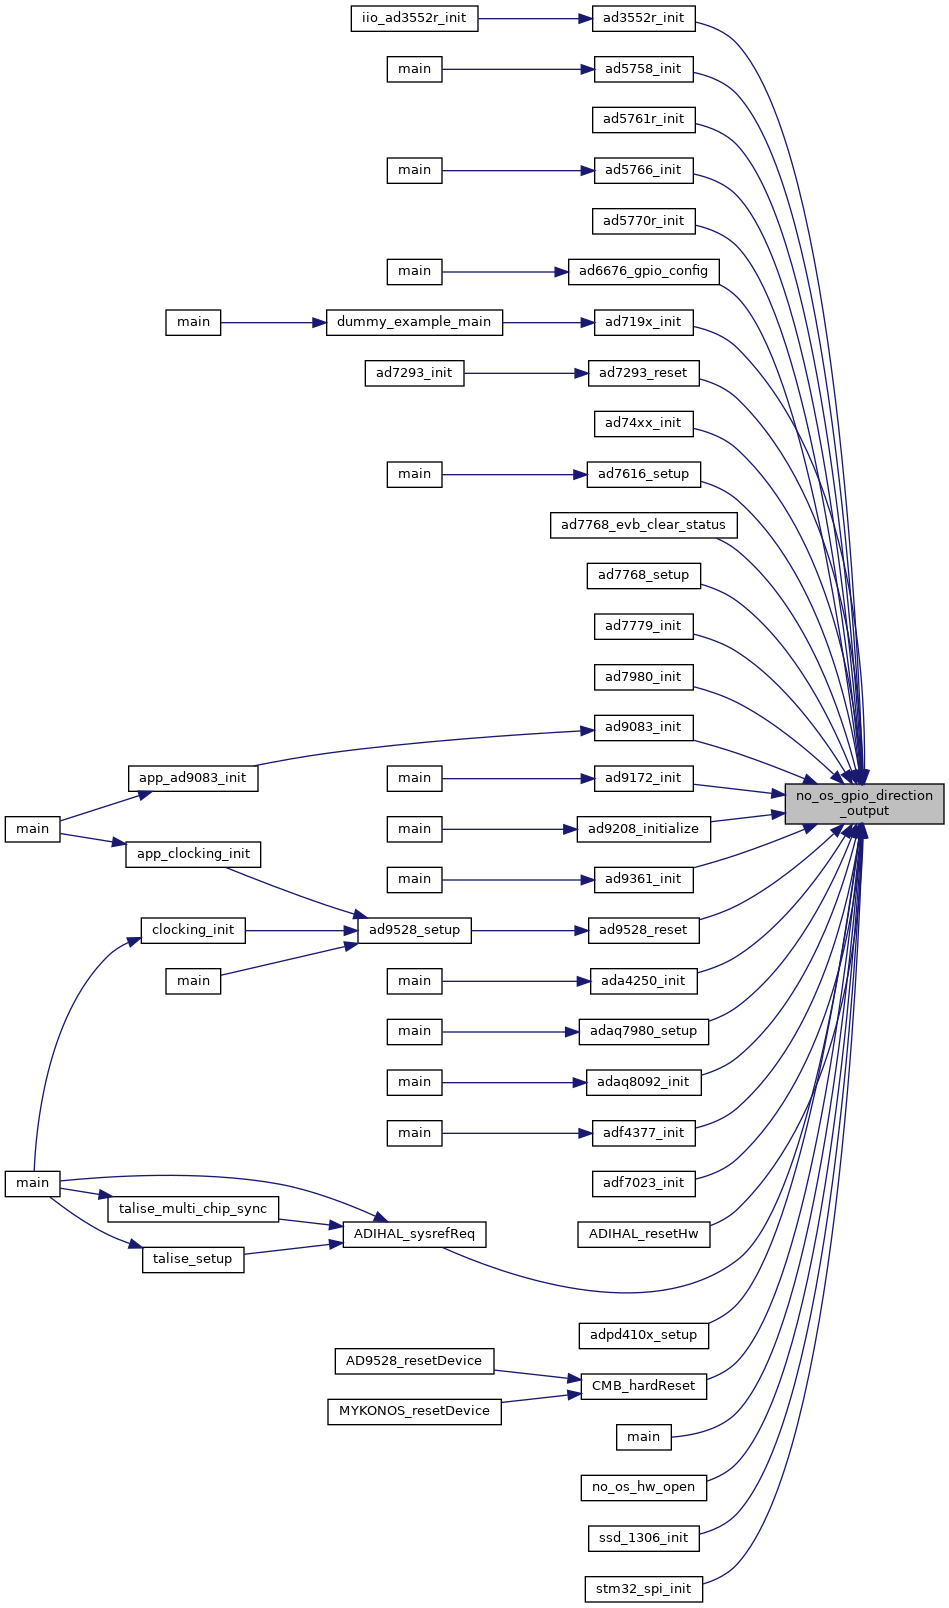 iio_ad3552r_init
ad3552r_init
main
ad5758_init
ad5761r_init
main
ad5766_init
ad5770r_init
main
ad6676_gpio_config
main
dummy_example_main
ad719x_init
ad7293_init
ad7293_reset
ad74xx_init
main
ad7616_setup
ad7768_evb_clear_status
ad7768_setup
ad7779_init
ad7980_init
ad9083_init
app_ad9083_init
main
ad9172_init
no_os_gpio_direction
_output
main
main
ad9208_initialize
app_clocking_init
main
ad9361_init
clocking_init
ad9528_setup
ad9528_reset
main
main
ada4250_init
main
adaq7980_setup
main
adaq8092_init
main
adf4377_init
main
adf7023_init
talise_multi_chip_sync
ADIHAL_sysrefReq
ADIHAL_resetHw
talise_setup
adpd410x_setup
AD9528_resetDevice
CMB_hardReset
MYKONOS_resetDevice
main
no_os_hw_open
ssd_1306_init
stm32_spi_init